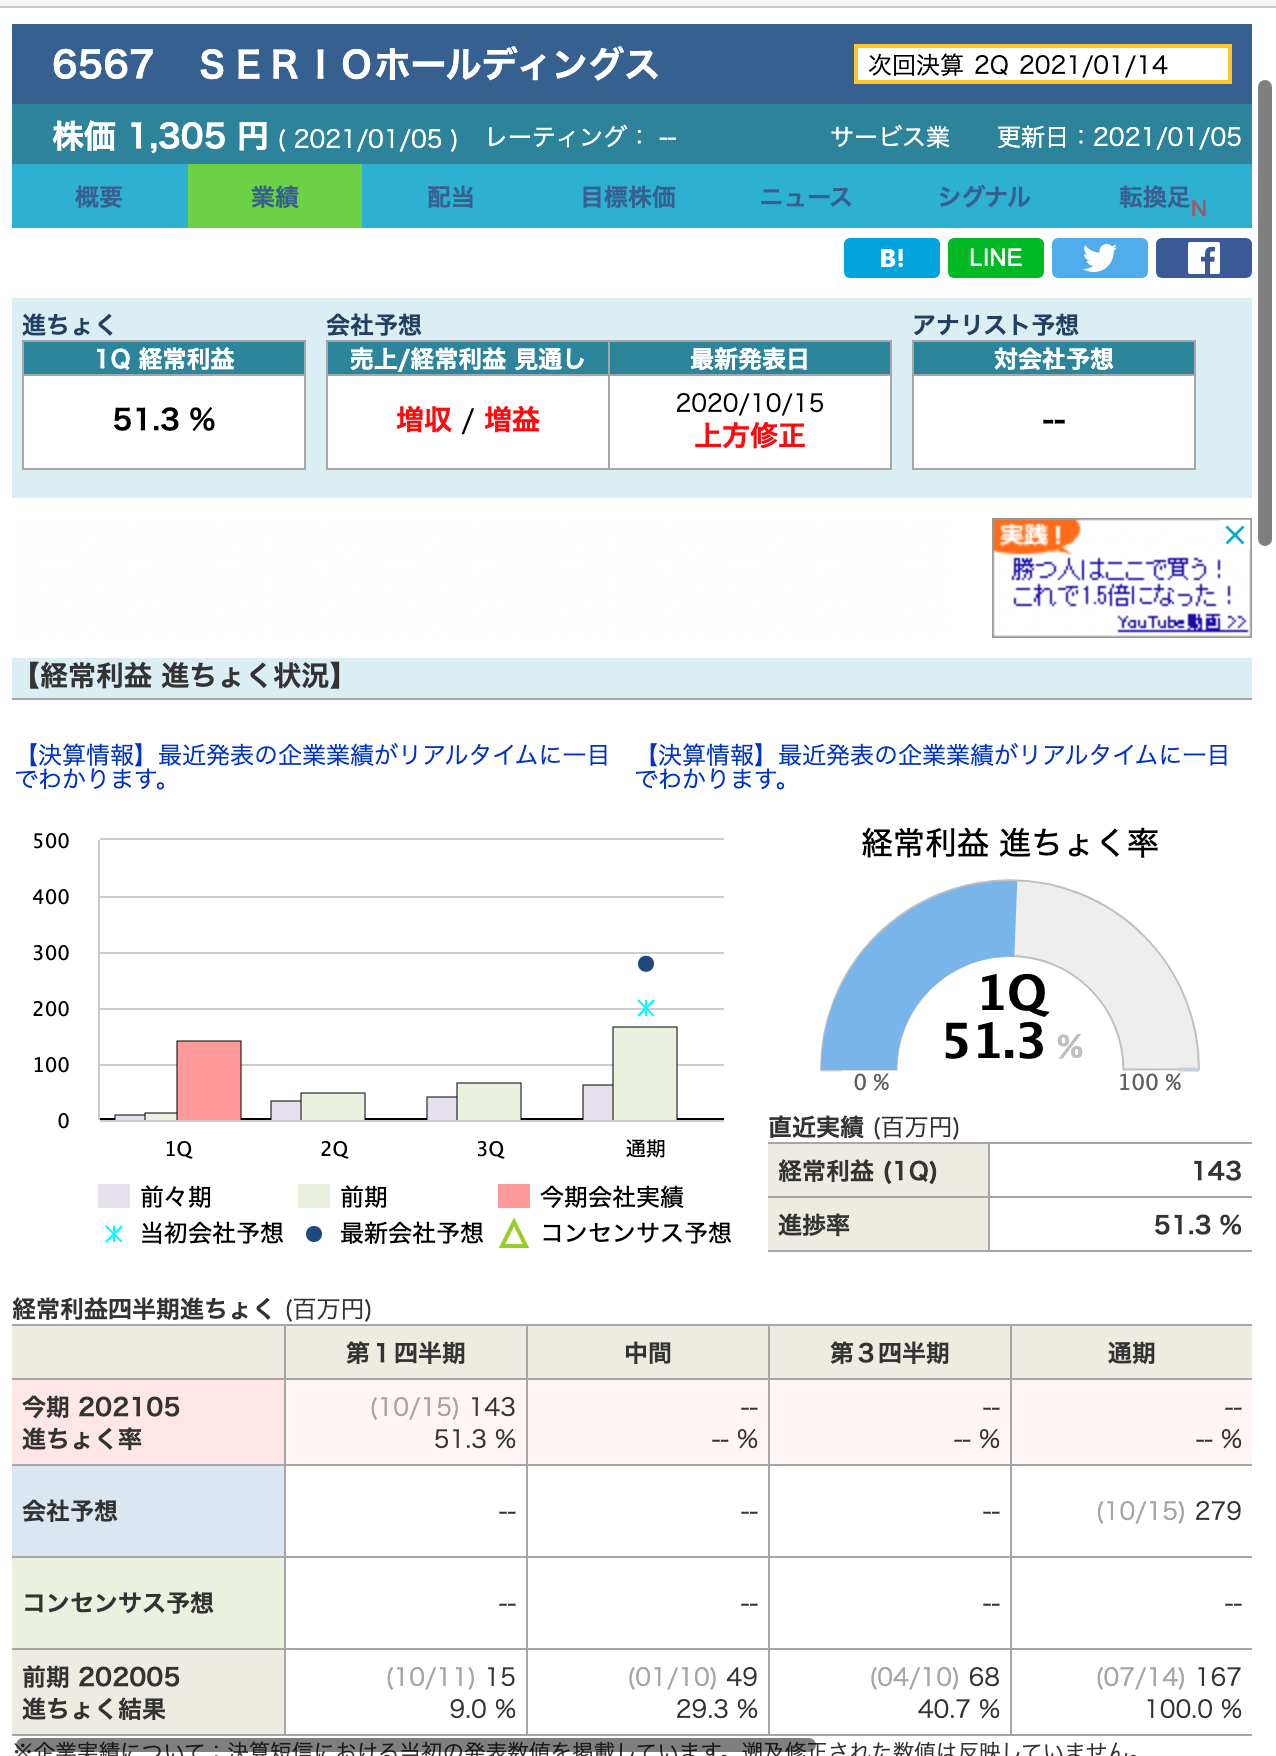 6567　ＳＥＲＩＯホールディングス
次回決算 2Q 2021/01/14
株価 1,305 円 ( 2021/01/05 )　レーティング： --
サービス業　更新日：2021/01/05
概要　業績　配当　目標株価　ニュース　シグナル　転換足N
B!　LINE
進ちょく　会社予想　アナリスト予想
1Q 経常利益　売上/経常利益 見通し　最新発表日　対会社予想
51.3 %　増収 / 増益　2020/10/15　--
上方修正
実践！
勝つ人はここで買う！
これで1.5倍になった！
YouTube動画 >>
【経常利益 進ちょく状況】
【決算情報】最近発表の企業業績がリアルタイムに一目
でわかります。
【決算情報】最近発表の企業業績がリアルタイムに一目
でわかります。
500
400
300
200
100
0
1Q　2Q　3Q　通期
前々期　前期　今期会社実績
当初会社予想　最新会社予想　コンセンサス予想
経常利益 進ちょく率
1Q
51.3 %
0 %　100 %
直近実績 (百万円)
経常利益 (1Q)　143
進捗率　51.3 %
経常利益四半期進ちょく (百万円)
第１四半期　中間　第３四半期　通期
今期 202105　(10/15) 143　--　--　--
進ちょく率　51.3 %　-- %　-- %　-- %
会社予想　--　--　--　(10/15) 279
コンセンサス予想　--　--　--　--
前期 202005　(10/11) 15　(01/10) 49　(04/10) 68　(07/14) 167
進ちょく結果　9.0 %　29.3 %　40.7 %　100.0 %
※企業実績について：決算短信における当初の発表数値を掲載しています。遡及修正された数値は反映していません。